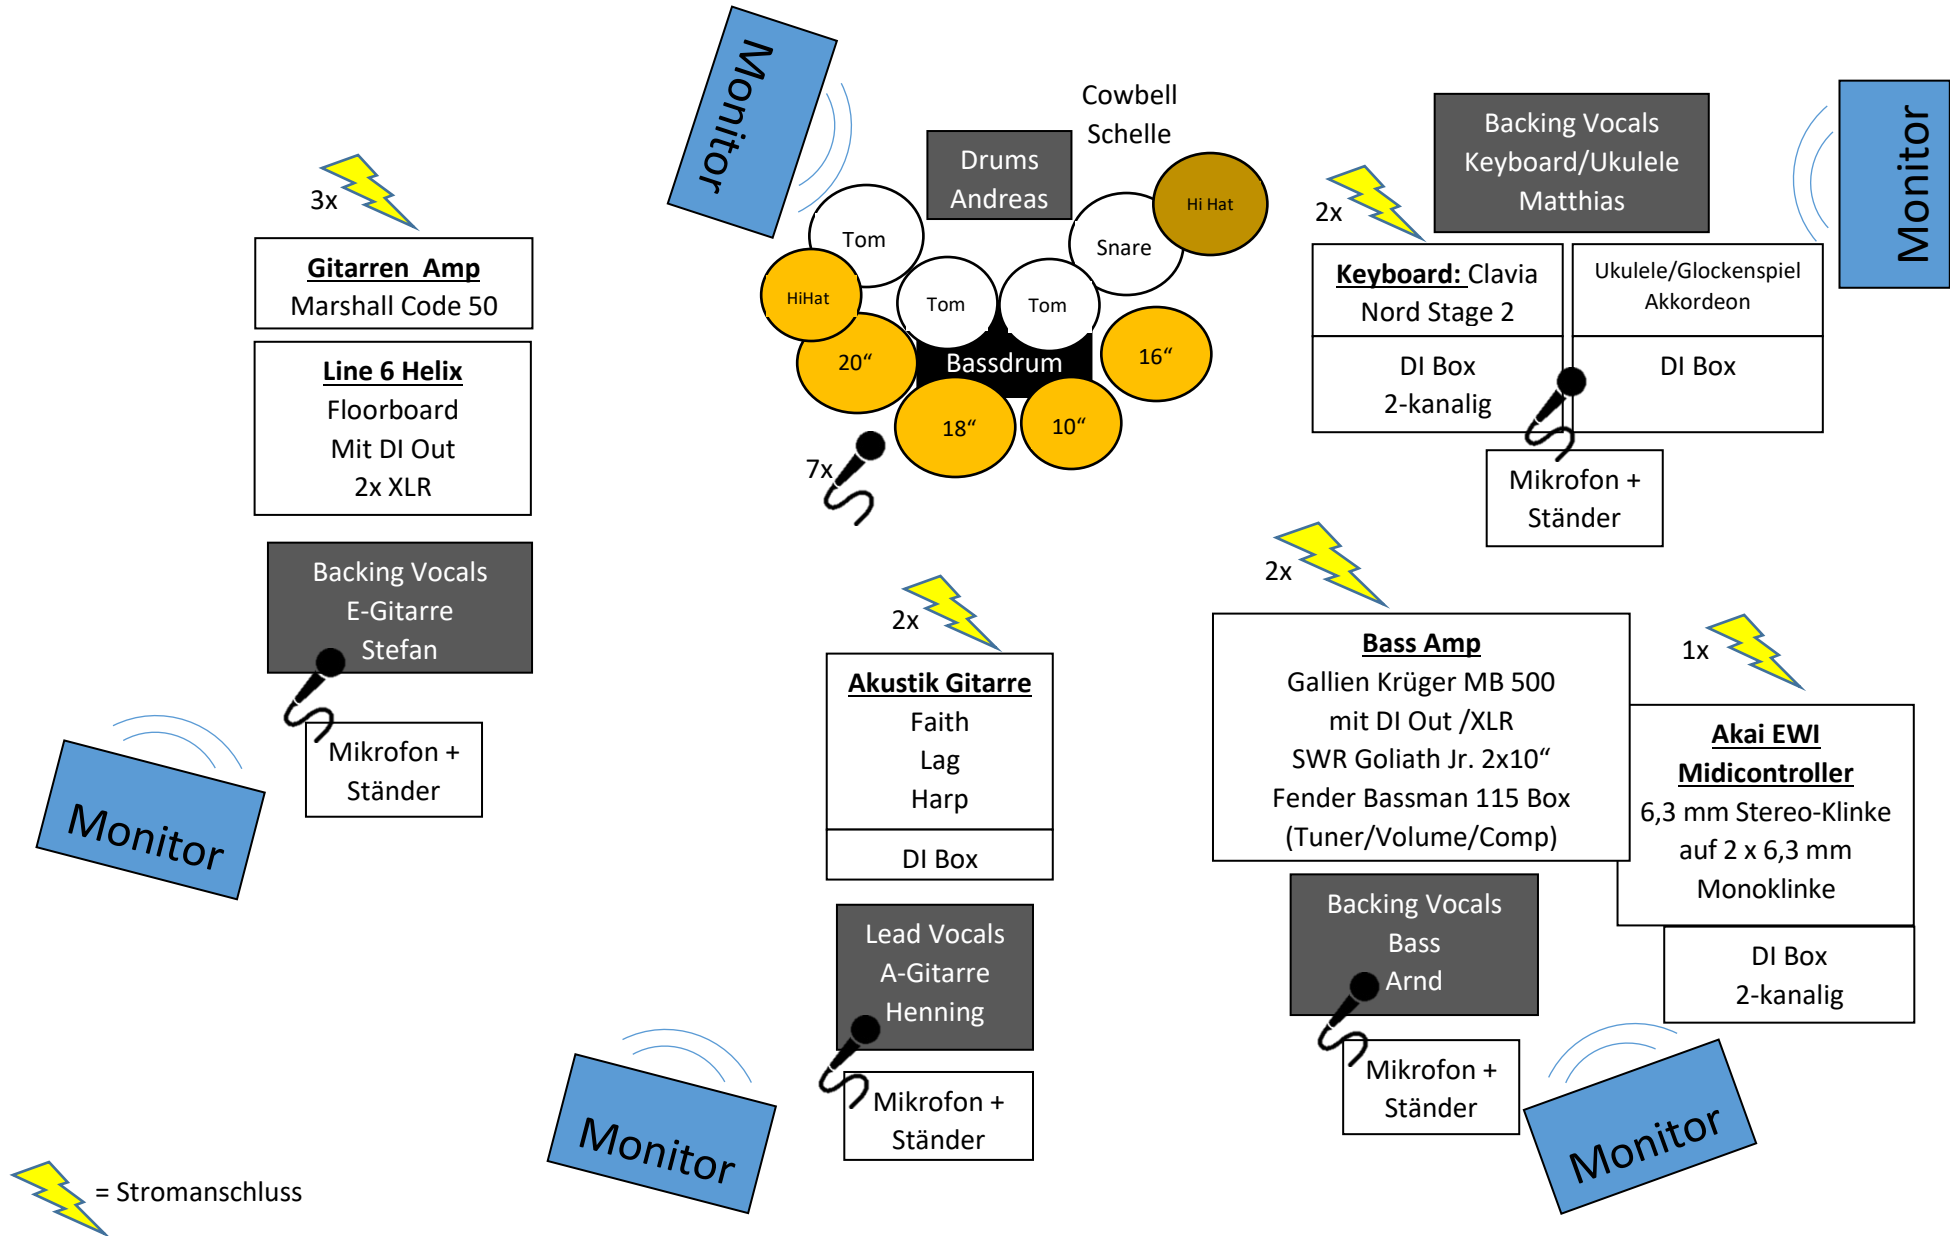 Monitor
Cowbell
Schelle
Drums
Andreas
Hi Hat
Tom
Snare
HiHat
Tom
Tom
20“
Bassdrum
16“
18“
10“
7x
Backing Vocals
Keyboard/Ukulele
Matthias
Monitor
2x
Keyboard: Clavia
Nord Stage 2
DI Box
2-kanalig
Ukulele/Glockenspiel
Akkordeon
DI Box
Mikrofon +
Ständer
3x
Gitarren  Amp
Marshall Code 50
Line 6 Helix
Floorboard
Mit DI Out
2x XLR
Backing Vocals
E-Gitarre
Stefan
Mikrofon +
Ständer
Monitor
2x
Akustik Gitarre
Faith
Lag
Harp
DI Box
Lead Vocals
A-Gitarre
Henning
Mikrofon +
Ständer
Monitor
2x
Bass Amp
Gallien Krüger MB 500
mit DI Out /XLR
SWR Goliath Jr. 2x10“
Fender Bassman 115 Box
(Tuner/Volume/Comp)
Backing Vocals
Bass
Arnd
Mikrofon +
Ständer
Monitor
1x
Akai EWI
Midicontroller
6,3 mm Stereo-Klinke
auf 2 x 6,3 mm
Monoklinke
DI Box
2-kanalig
= Stromanschluss